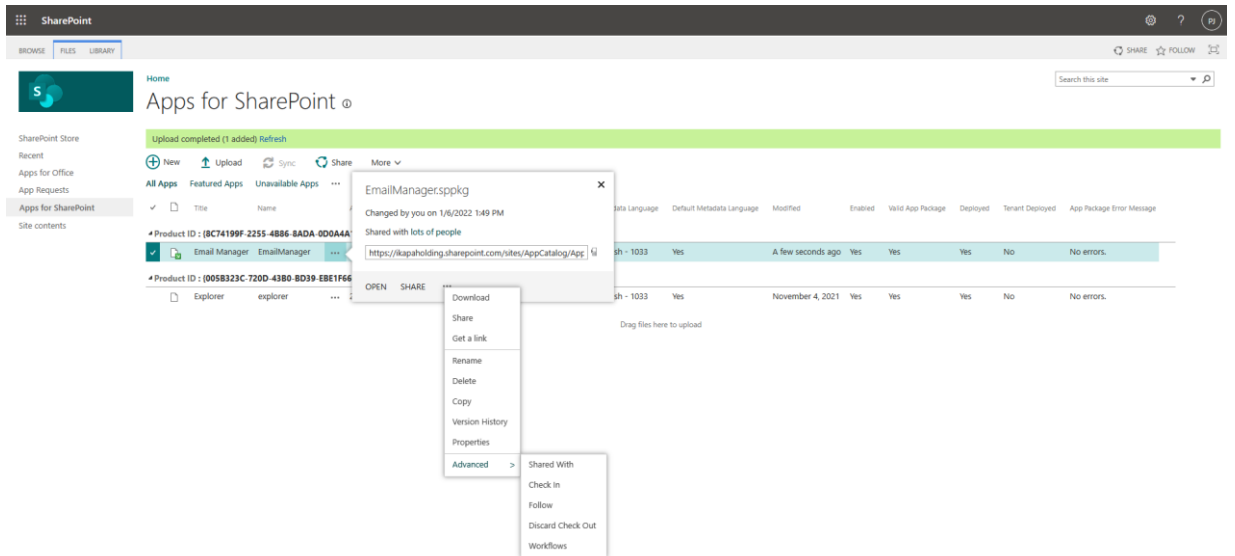 SharePoint
?
PJ
BROWSE FILES LIBRARY
SHARE FOLLOW
S
Home
Search this site
Apps for SharePoint
SharePoint Store
Recent
Apps for Office
App Requests
Apps for SharePoint
Site contents
Upload completed (1 added) Refresh
New Upload Sync Share More
All Apps Featured Apps Unavailable Apps ...
Title Name Default Metadata Language Modified Enabled Valid App Package Deployed Tenant Deployed App Package Error Message
Product ID : {8C74199F-2255-4B86-8ADA-0D0A4A
Email Manager EmailManager ... sh - 1033 Yes A few seconds ago Yes Yes Yes No No errors.
Product ID : {005B323C-720D-43B0-BD39-EBE1F66
Explorer explorer ... sh - 1033 Yes November 4, 2021 Yes Yes Yes No No errors.
Drag files here to upload
EmailManager.sppkg
Changed by you on 1/6/2022 1:49 PM
Shared with lots of people
https://ikapaholding.sharepoint.com/sites/AppCatalog/App
OPEN SHARE ...
Download
Share
Get a link
Rename
Delete
Copy
Version History
Properties
Advanced >
Shared With
Check In
Follow
Discard Check Out
Workflows